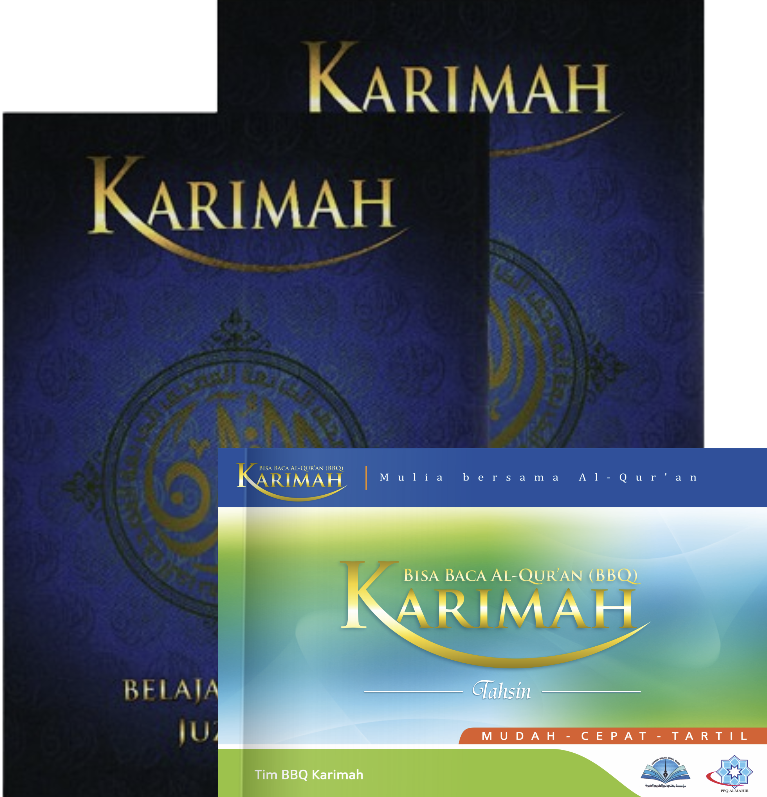 KARIMAH
KARIMAH
BELAJA
JUZ
BISA BACA AL-QUR'AN (BBQ)
KARIMAH
Mulia bersama Al-Qur'an
BISA BACA AL-QUR'AN (BBQ)
KARIMAH
Tahsin
MUDAH - CEPAT - TARTIL
Tim BBQ Karimah